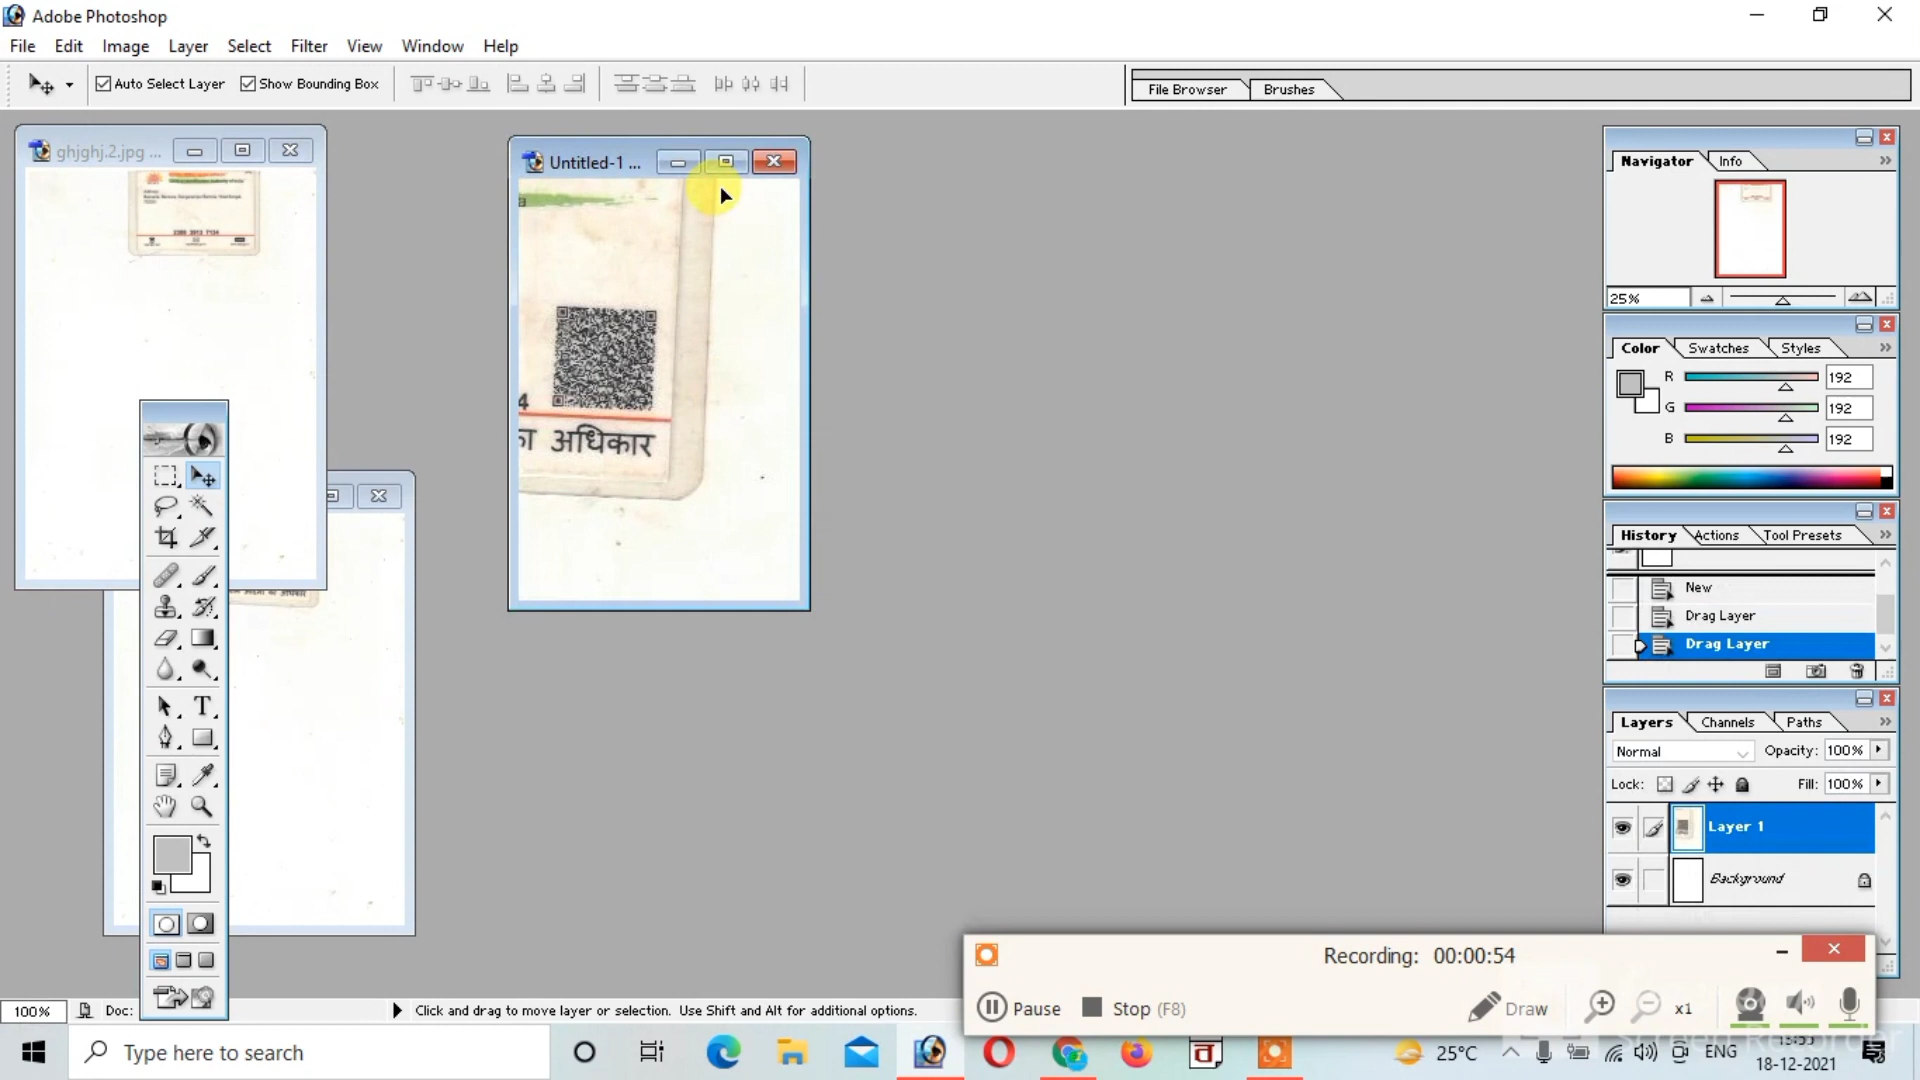 Adobe Photoshop
File Edit Image Layer Select Filter View Window Help
Auto Select Layer Show Bounding Box
File Browser Brushes
ghjghj.2.jpg ...
Untitled-1 ...
का अधिकार
Navigator Info
25%
Color Swatches Styles
R 192
G 192
B 192
History Actions Tool Presets
New
Drag Layer
Drag Layer
Layers Channels Paths
Normal Opacity: 100%
Lock: Fill: 100%
Layer 1
Background
Recording: 00:00:54
Pause Stop (F8) Draw x1
100% Doc: Click and drag to move layer or selection. Use Shift and Alt for additional options.
Type here to search
25°C ENG
18-12-2021